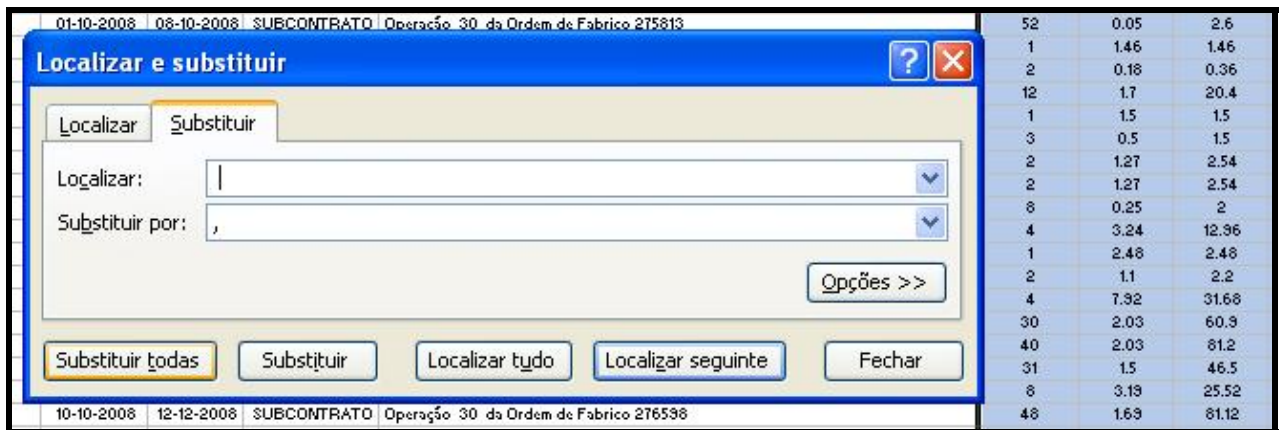 01-10-2008 08-10-2008 SUBCONTRATO Operação 30 da Ordem de Fabrico 275813 52 0.05 2.6
Localizar e substituir
Localizar Substituir
Localizar:
Substituir por: ,
Opções >>
Substituir todas Substituir Localizar tudo Localizar seguinte Fechar
1 1.46 1.46
2 0.18 0.36
12 1.7 20.4
1 1.5 1.5
3 0.5 1.5
2 1.27 2.54
2 1.27 2.54
8 0.25 2
4 3.24 12.96
1 2.48 2.48
2 1.1 2.2
4 7.92 31.68
30 2.03 60.9
40 2.03 81.2
31 1.5 46.5
8 3.19 25.52
10-10-2008 12-12-2008 SUBCONTRATO Operação 30 da Ordem de Fabrico 276598 48 1.69 81.12